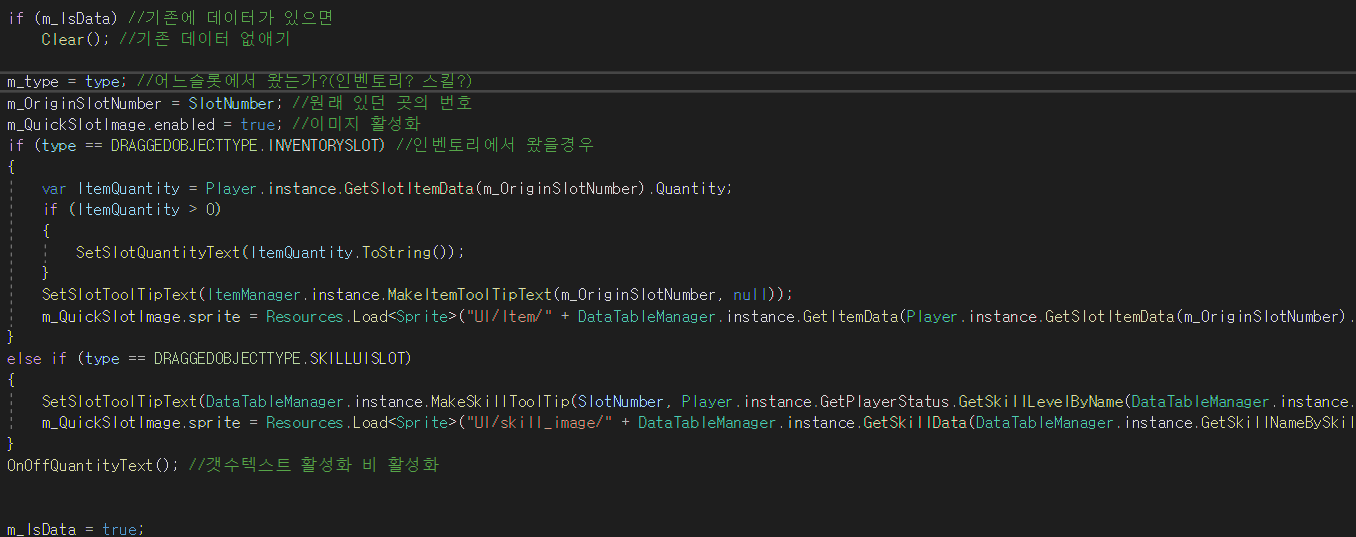 if (m_IsData) //기존에 데이터가 있으면
    Clear(); //기존 데이터 없애기
m_type = type; //어느슬롯에서 왔는가?(인벤토리? 스킬?)
m_OriginSlotNumber = SlotNumber; //원래 있던 곳의 번호
m_QuickSlotImage.enabled = true; //이미지 활성화
if (type == DRAGGEDOBJECTTYPE.INVENTORYSLOT) //인벤토리에서 왔을경우
{
    var ItemQuantity = Player.instance.GetSlotItemData(m_OriginSlotNumber).Quantity;
    if (ItemQuantity > 0)
    {
        SetSlotQuantityText(ItemQuantity.ToString());
    }
    SetSlotToolTipText(ItemManager.instance.MakeItemToolTipText(m_OriginSlotNumber, null));
    m_QuickSlotImage.sprite = Resources.Load<Sprite>("UI/Item/" + DataTableManager.instance.GetItemData(Player.instance.GetSlotItemData(m_OriginSlotNumber).
}
else if (type == DRAGGEDOBJECTTYPE.SKILLUISLOT)
{
    SetSlotToolTipText(DataTableManager.instance.MakeSkillToolTip(SlotNumber, Player.instance.GetPlayerStatus.GetSkillLevelByName(DataTableManager.instance.
    m_QuickSlotImage.sprite = Resources.Load<Sprite>("UI/skill_image/" + DataTableManager.instance.GetSkillData(DataTableManager.instance.GetSkillNameBySkil
}
OnOffQuantityText(); //갯수텍스트 활성화 비 활성화
m_IsData = true;